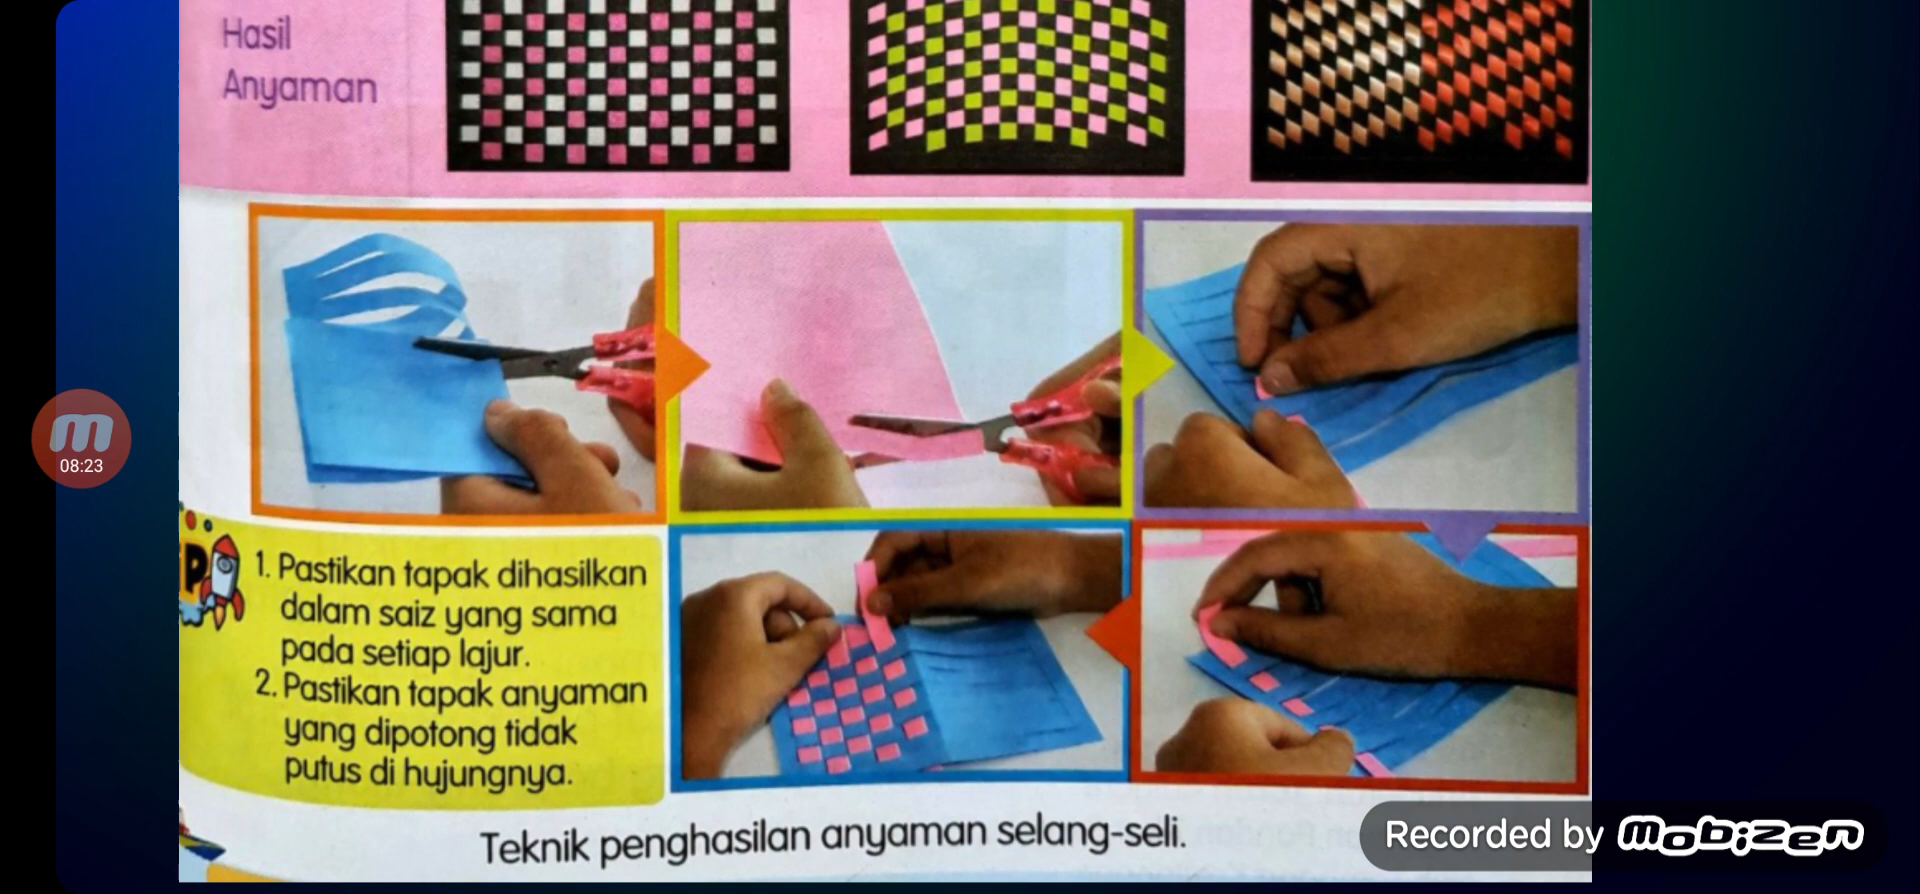 Hasil
Anyaman
08:23
1. Pastikan tapak dihasilkan
dalam saiz yang sama
pada setiap lajur.
2. Pastikan tapak anyaman
yang dipotong tidak
putus di hujungnya.
Teknik penghasilan anyaman selang-seli.
Recorded by mobizen